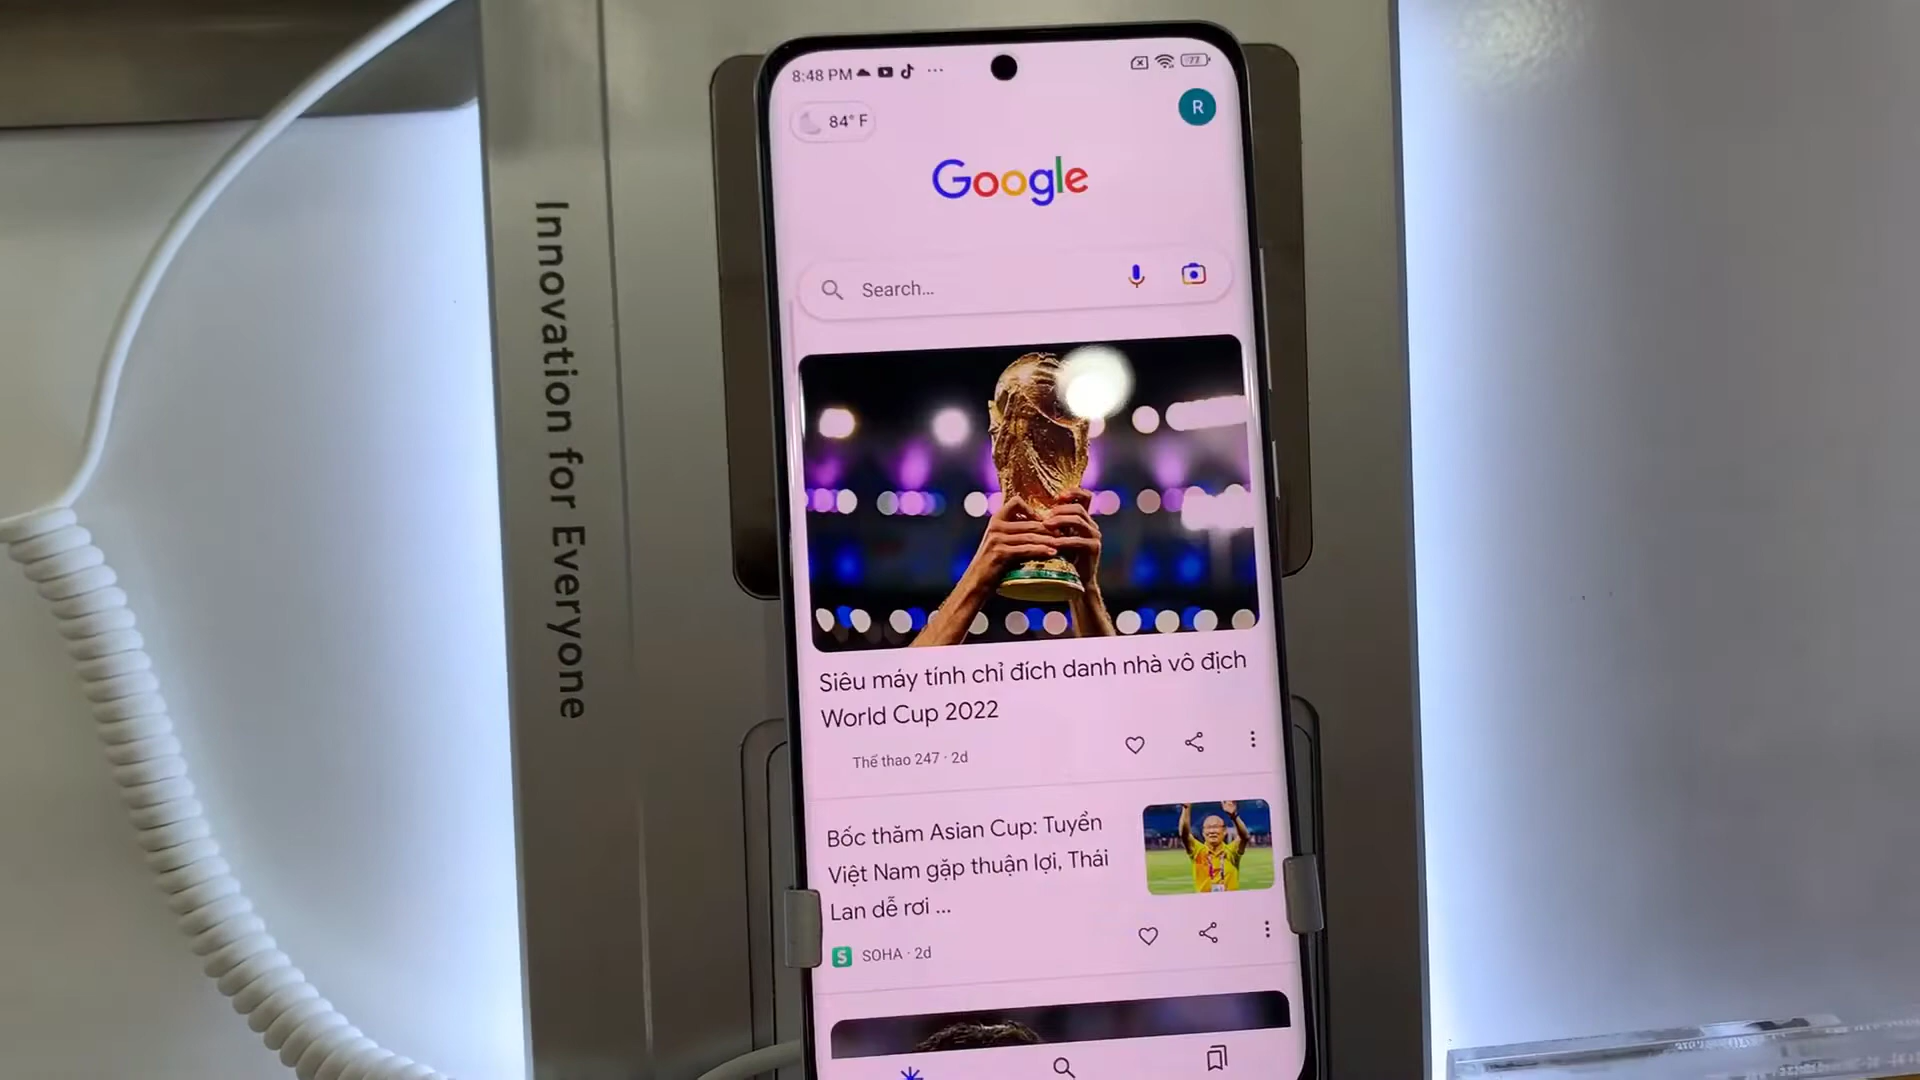 Innovation for Everyone
8:48 PM ...
77
84° F
R
Google
Search...
Siêu máy tính chỉ đích danh nhà vô địch
World Cup 2022
Thể thao 247 · 2d
Bốc thăm Asian Cup: Tuyển
Việt Nam gặp thuận lợi, Thái
Lan dễ rơi ...
S SOHA · 2d